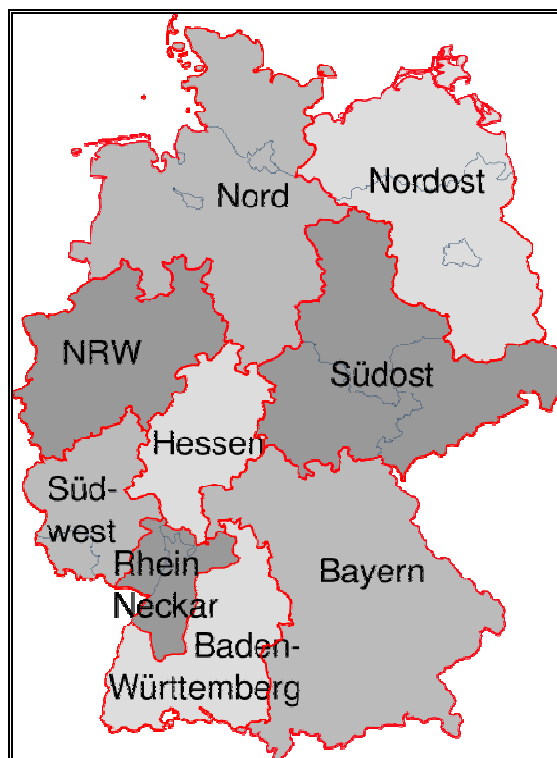 Nord
Nordost
NRW
Südost
Hessen
Süd-
west
Rhein
Neckar
Bayern
Baden-
Württemberg